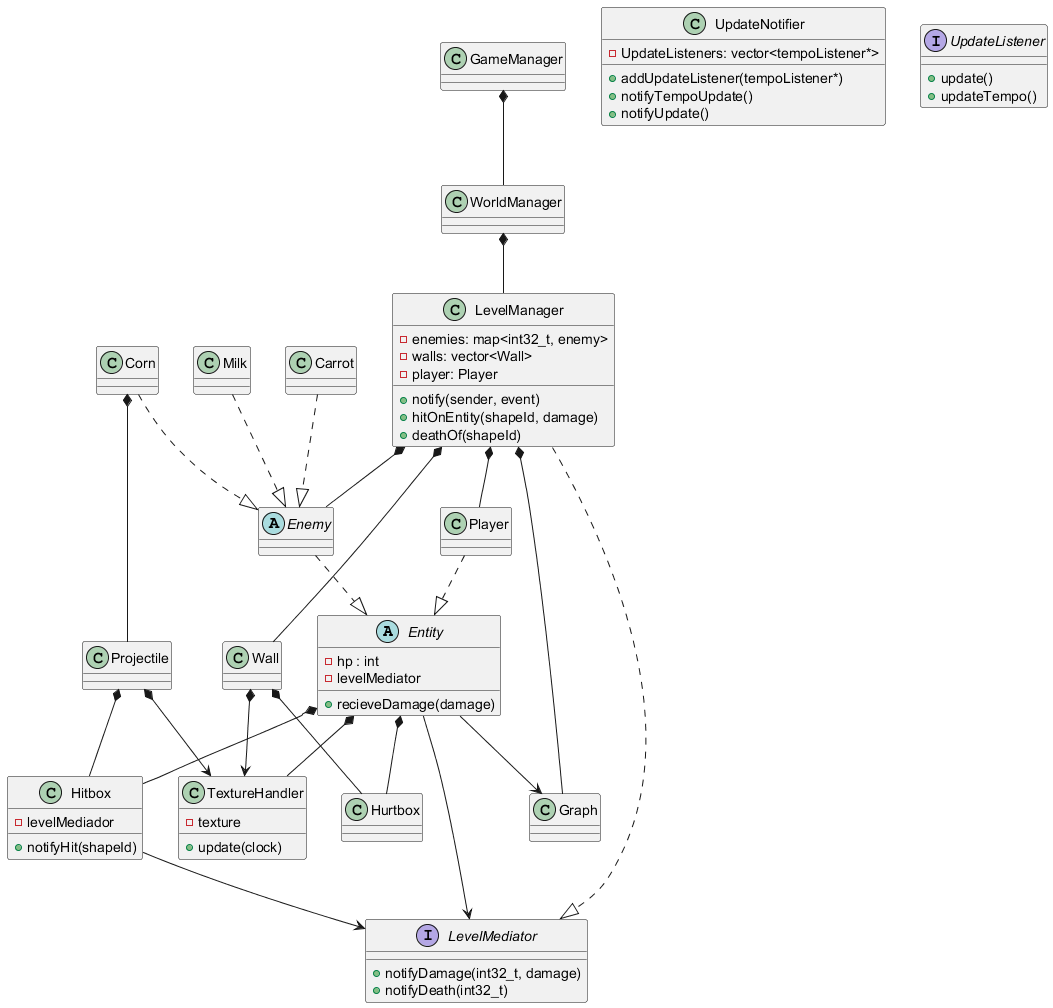 C GameManager
C UpdateNotifier
UpdateListeners: vector<tempoListener*>
addUpdateListener(tempoListener*)
notifyTempoUpdate()
notifyUpdate()
I UpdateListener
update()
updateTempo()
C WorldManager
C LevelManager
enemies: map<int32_t, enemy>
walls: vector<Wall>
player: Player
notify(sender, event)
hitOnEntity(shapeId, damage)
deathOf(shapeId)
C Corn
C Milk
C Carrot
A Enemy
C Player
C Projectile
C Wall
A Entity
hp : int
levelMediator
recieveDamage(damage)
C Hitbox
levelMediador
notifyHit(shapeId)
C TextureHandler
texture
update(clock)
C Hurtbox
C Graph
I LevelMediator
notifyDamage(int32_t, damage)
notifyDeath(int32_t)